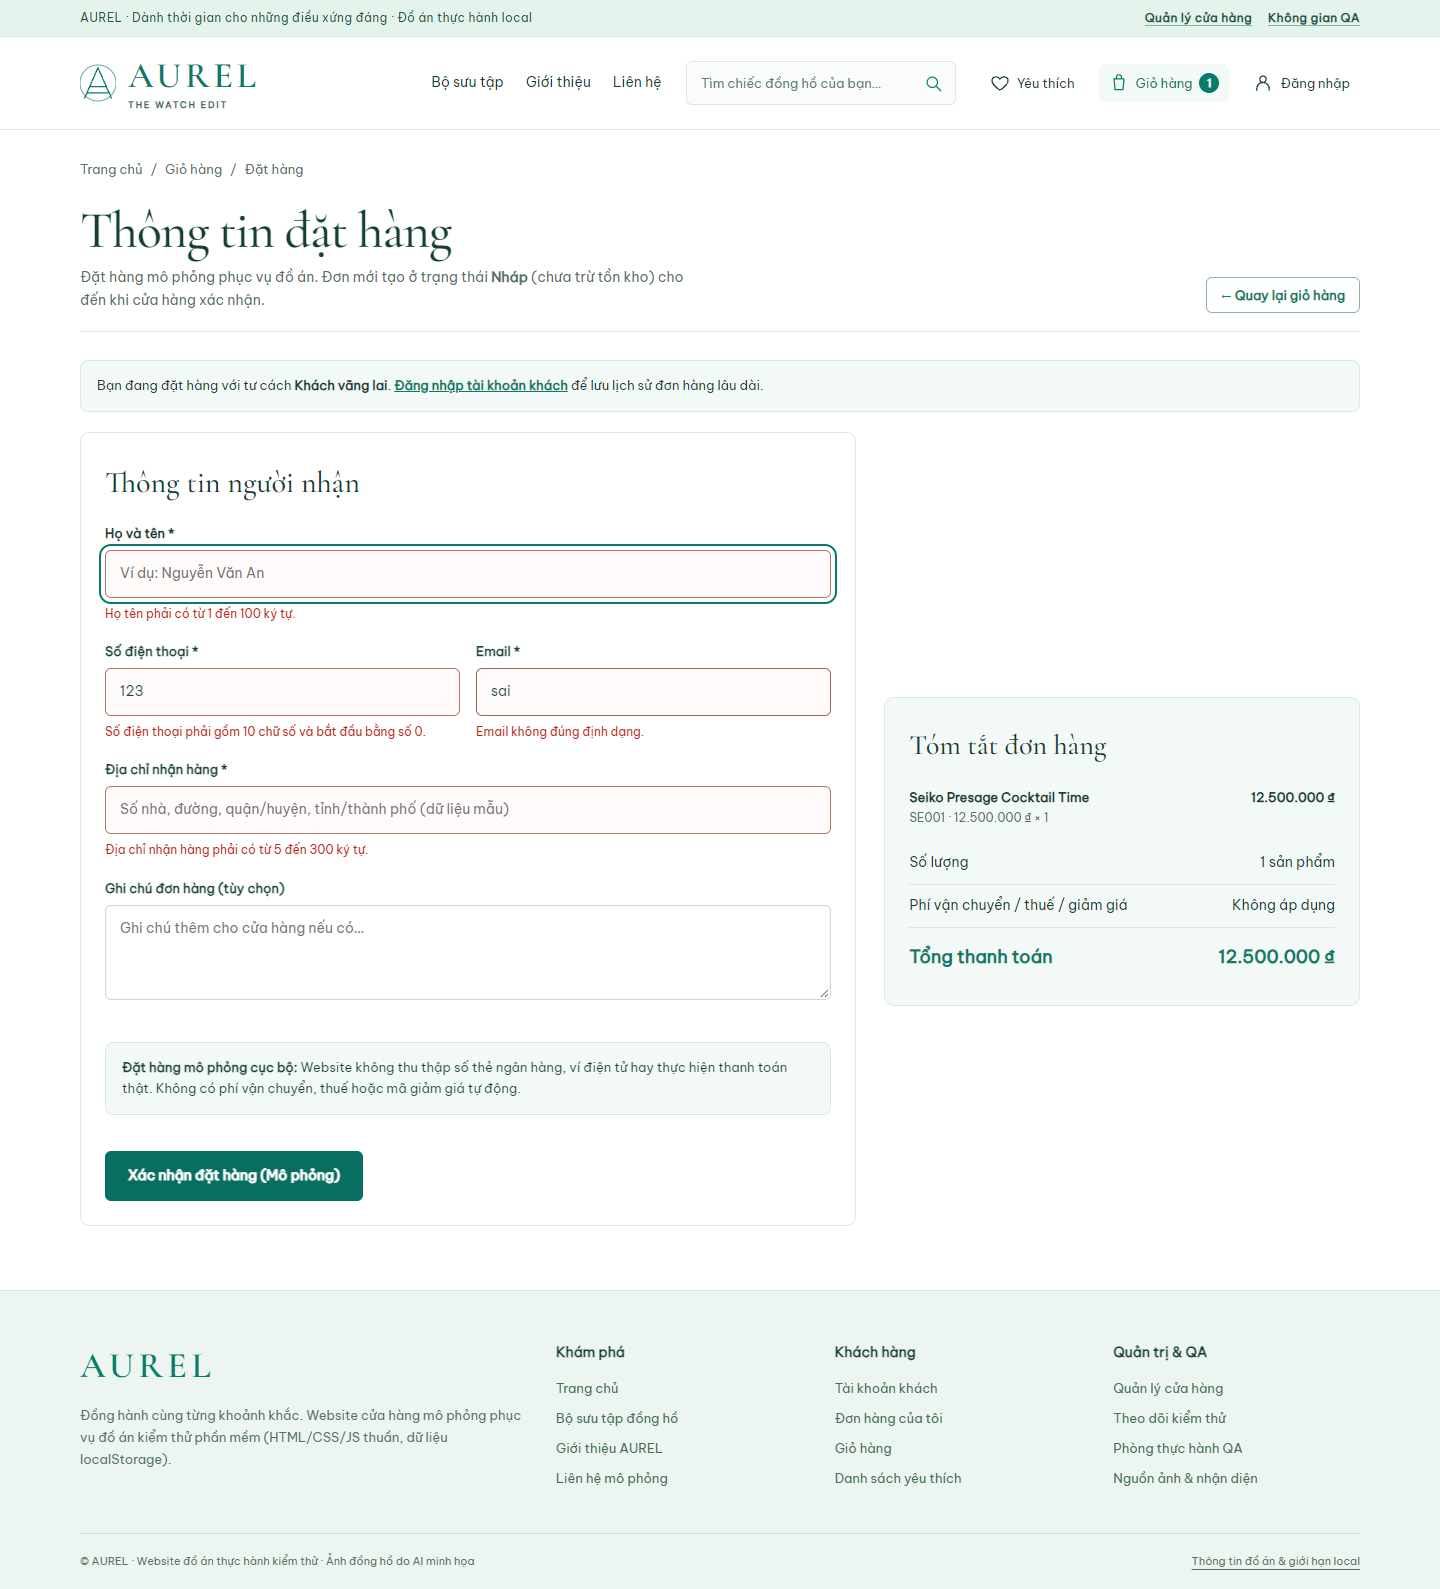 AUREL · Dành thời gian cho những điều xứng đáng · Đồ án thực hành local
Quản lý cửa hàng
Không gian QA
AUREL
THE WATCH EDIT
Bộ sưu tập
Giới thiệu
Liên hệ
Tìm chiếc đồng hồ của bạn...
Yêu thích
Giỏ hàng 1
Đăng nhập
Trang chủ / Giỏ hàng / Đặt hàng
Thông tin đặt hàng
Đặt hàng mô phỏng phục vụ đồ án. Đơn mới tạo ở trạng thái Nháp (chưa trừ tồn kho) cho
đến khi cửa hàng xác nhận.
← Quay lại giỏ hàng
Bạn đang đặt hàng với tư cách Khách vãng lai. Đăng nhập tài khoản khách để lưu lịch sử đơn hàng lâu dài.
Thông tin người nhận
Họ và tên *
Ví dụ: Nguyễn Văn An
Họ tên phải có từ 1 đến 100 ký tự.
Số điện thoại *
123
Số điện thoại phải gồm 10 chữ số và bắt đầu bằng số 0.
Email *
sai
Email không đúng định dạng.
Địa chỉ nhận hàng *
Số nhà, đường, quận/huyện, tỉnh/thành phố (dữ liệu mẫu)
Địa chỉ nhận hàng phải có từ 5 đến 300 ký tự.
Ghi chú đơn hàng (tùy chọn)
Ghi chú thêm cho cửa hàng nếu có...
Đặt hàng mô phỏng cục bộ: Website không thu thập số thẻ ngân hàng, ví điện tử hay thực hiện thanh toán
thật. Không có phí vận chuyển, thuế hoặc mã giảm giá tự động.
Xác nhận đặt hàng (Mô phỏng)
Tóm tắt đơn hàng
Seiko Presage Cocktail Time 12.500.000 ₫
SE001 · 12.500.000 ₫ × 1
Số lượng 1 sản phẩm
Phí vận chuyển / thuế / giảm giá Không áp dụng
Tổng thanh toán 12.500.000 ₫
AUREL
Đồng hành cùng từng khoảnh khắc. Website cửa hàng mô phỏng phục
vụ đồ án kiểm thử phần mềm (HTML/CSS/JS thuần, dữ liệu
localStorage).
Khám phá
Trang chủ
Bộ sưu tập đồng hồ
Giới thiệu AUREL
Liên hệ mô phỏng
Khách hàng
Tài khoản khách
Đơn hàng của tôi
Giỏ hàng
Danh sách yêu thích
Quản trị & QA
Quản lý cửa hàng
Theo dõi kiểm thử
Phòng thực hành QA
Nguồn ảnh & nhận diện
© AUREL · Website đồ án thực hành kiểm thử · Ảnh đồng hồ do AI minh họa
Thông tin đồ án & giới hạn local